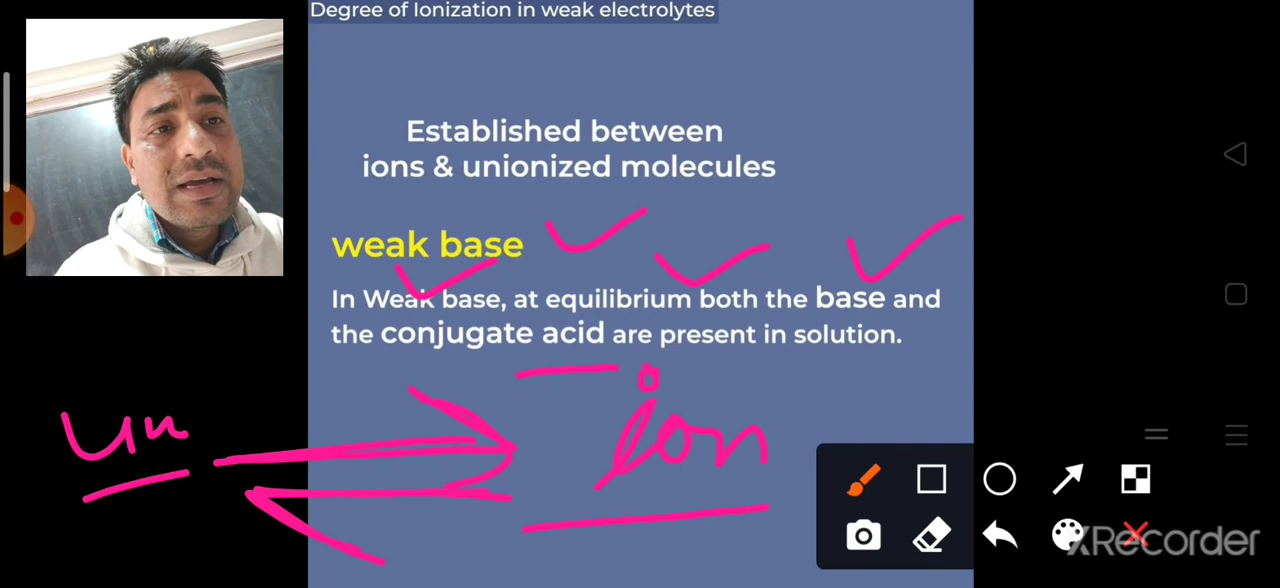 Degree of Ionization in weak electrolytes
Established between
ions & unionized molecules
weak base
In Weak base, at equilibrium both the base and
the conjugate acid are present in solution.
un
ion
XRecorder